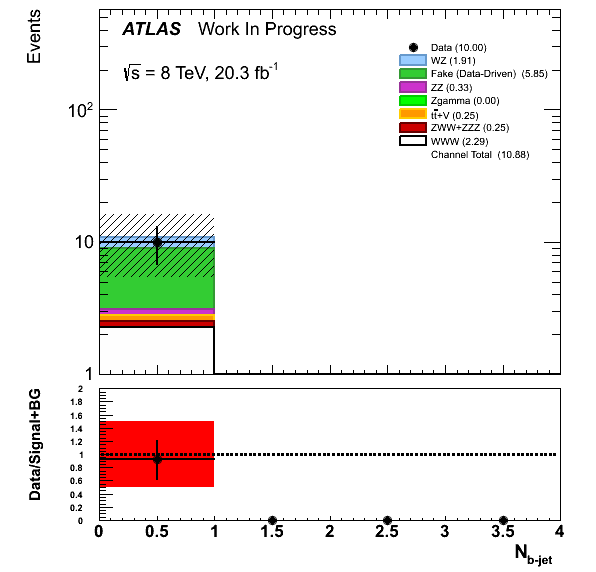 ATLAS Work In Progress
√s = 8 TeV, 20.3 fb-1
Events
Data (10.00)
WZ (1.91)
Fake (Data-Driven) (5.85)
ZZ (0.33)
Zgamma (0.00)
tt̄+V (0.25)
ZWW+ZZZ (0.25)
WWW (2.29)
Channel Total (10.88)
10²
10
1
Data/Signal+BG
2
1.8
1.6
1.4
1.2
1
0.8
0.6
0.4
0.2
0
0 0.5 1 1.5 2 2.5 3 3.5 4
N b-jet